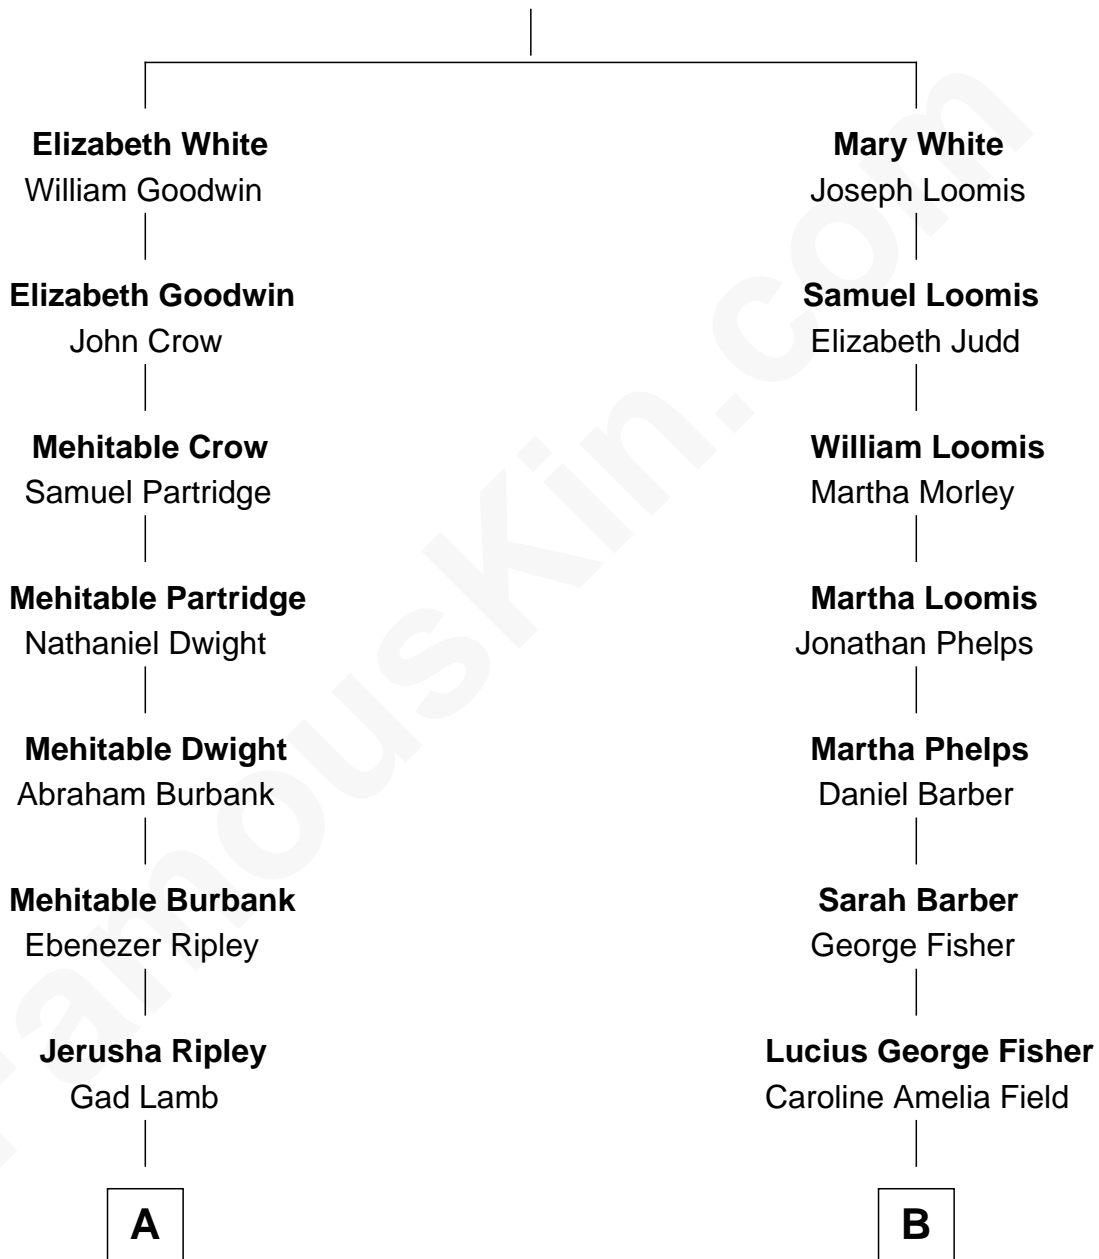 Elizabeth White
William Goodwin
Elizabeth Goodwin
John Crow
Mehitable Crow
Samuel Partridge
Mehitable Partridge
Nathaniel Dwight
Mehitable Dwight
Abraham Burbank
Mehitable Burbank
Ebenezer Ripley
Jerusha Ripley
Gad Lamb
A
Mary White
Joseph Loomis
Samuel Loomis
Elizabeth Judd
William Loomis
Martha Morley
Martha Loomis
Jonathan Phelps
Martha Phelps
Daniel Barber
Sarah Barber
George Fisher
Lucius George Fisher
Caroline Amelia Field
B
FamousKin.com